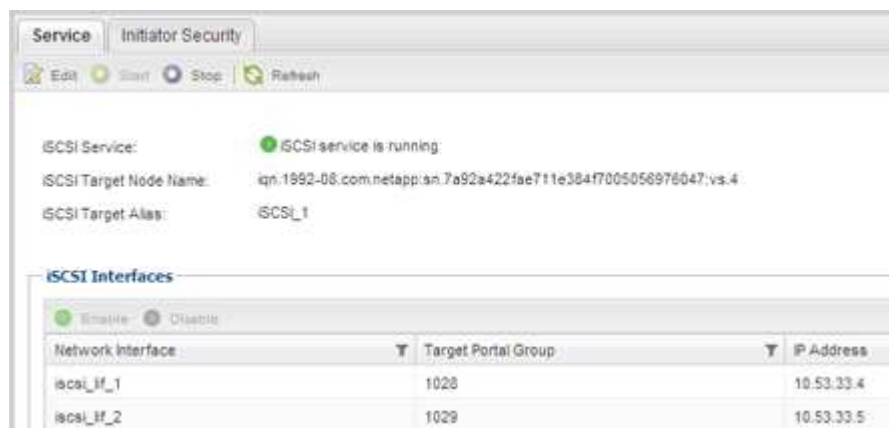 Service Initiator Security
Edit Start Stop Refresh
iSCSI Service: iSCSI service is running
iSCSI Target Node Name: iqn.1992-08.com.netapp:sn.7a92a422fae711e384f7005056976047:vs.4
iSCSI Target Alias: iSCSI_1
iSCSI Interfaces
Enable Disable
Network Interface Target Portal Group IP Address
iscsi_lif_1 1028 10.53.33.4
iscsi_lif_2 1029 10.53.33.5